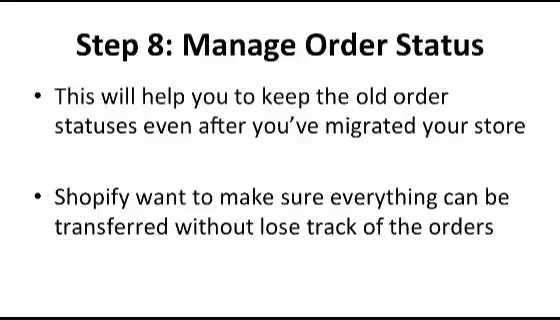 Step 8: Manage Order Status
• This will help you to keep the old order
statuses even after you've migrated your store
• Shopify want to make sure everything can be
transferred without lose track of the orders